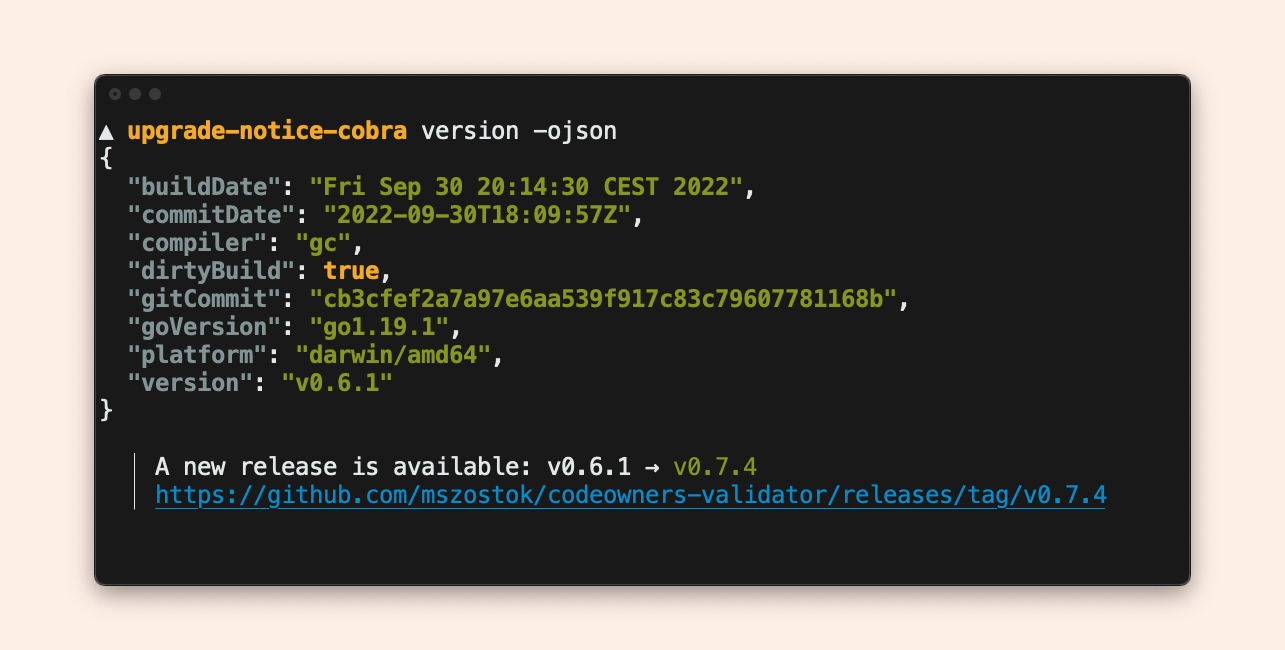 ▲ upgrade-notice-cobra version -ojson
{
  "buildDate": "Fri Sep 30 20:14:30 CEST 2022",
  "commitDate": "2022-09-30T18:09:57Z",
  "compiler": "gc",
  "dirtyBuild": true,
  "gitCommit": "cb3cfef2a7a97e6aa539f917c83c79607781168b",
  "goVersion": "go1.19.1",
  "platform": "darwin/amd64",
  "version": "v0.6.1"
}
A new release is available: v0.6.1 → v0.7.4
https://github.com/mszostok/codeowners-validator/releases/tag/v0.7.4